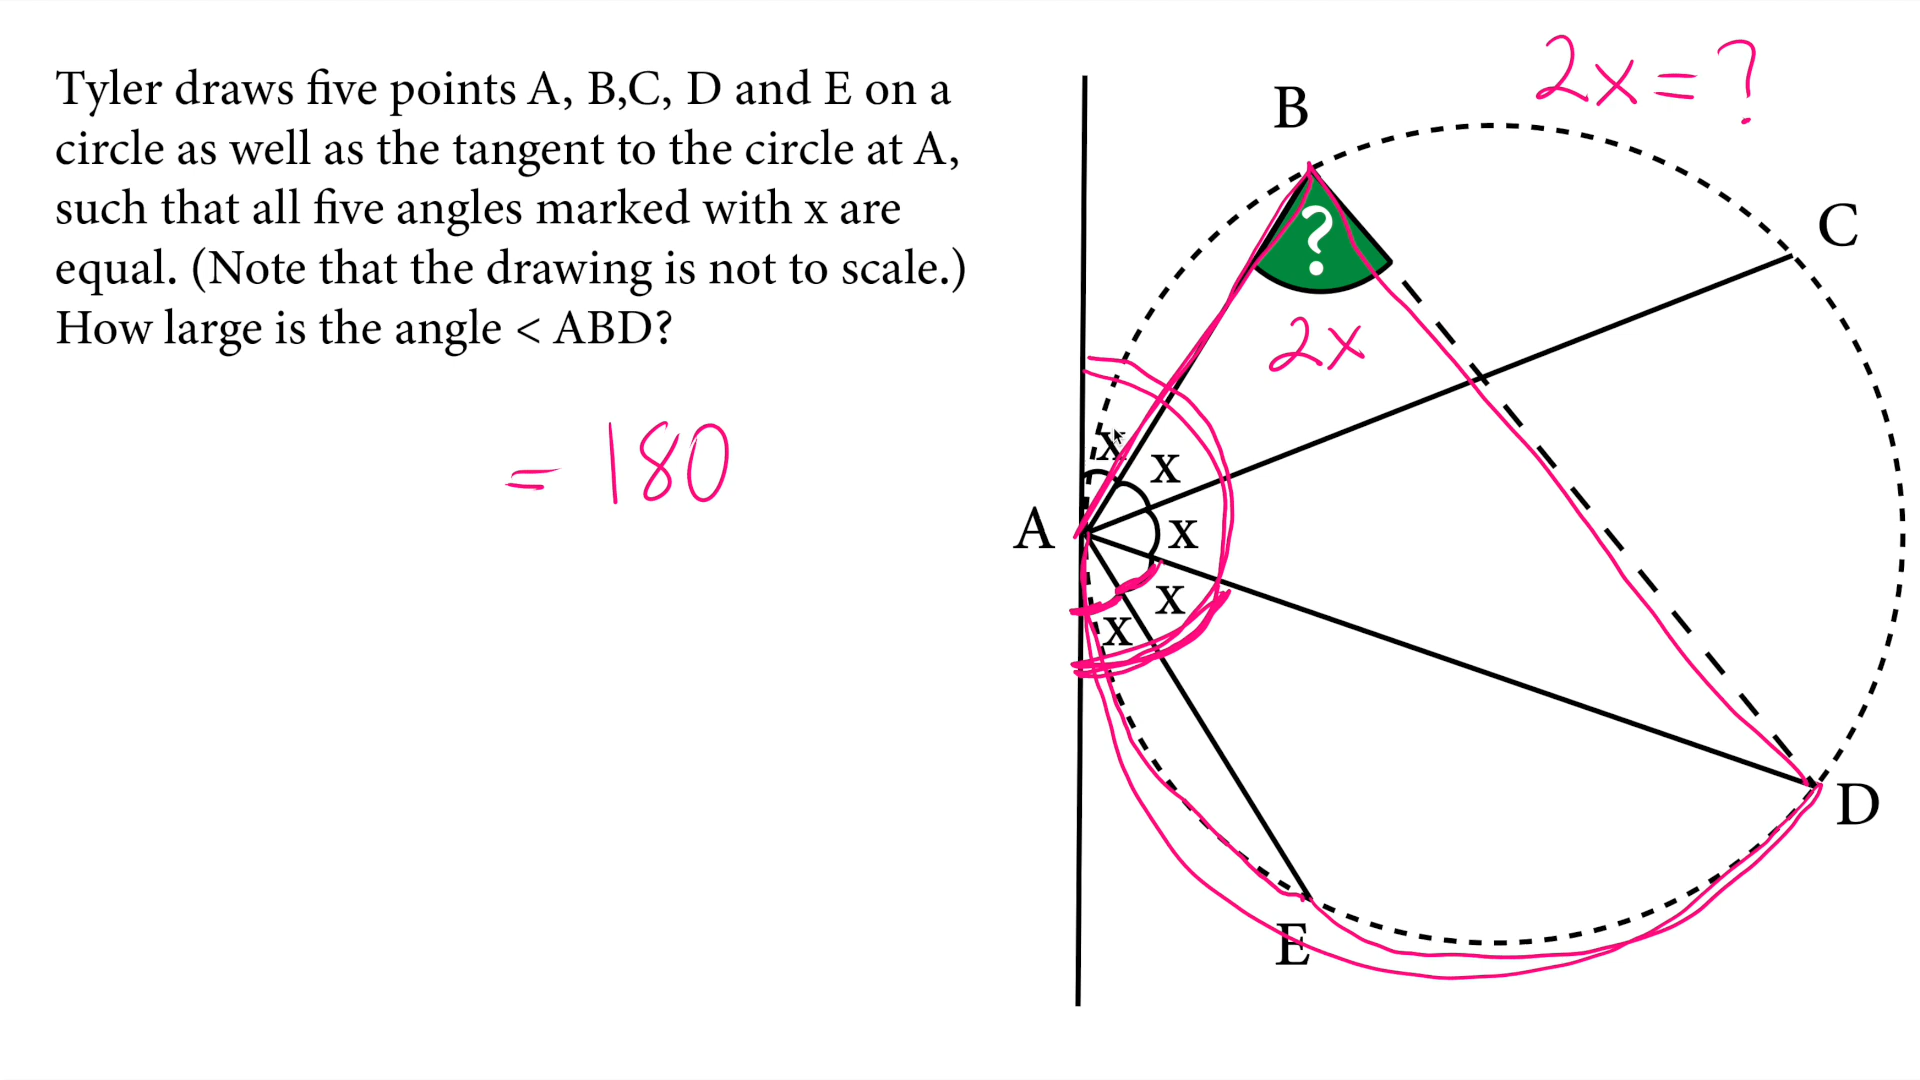 Tyler draws five points A, B,C, D and E on a
circle as well as the tangent to the circle at A,
such that all five angles marked with x are
equal. (Note that the drawing is not to scale.)
How large is the angle < ABD?
= 180
2x = ?
B
C
?
2x
x
x
A
x
x
x
D
E